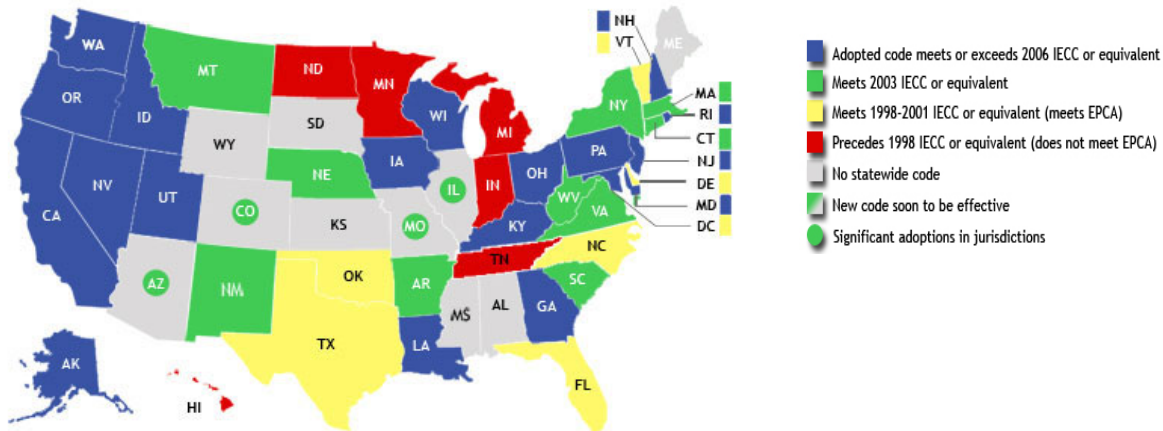 WA
OR
CA
NV
ID
MT
WY
UT
CO
AZ
NM
ND
SD
NE
KS
OK
TX
MN
IA
MO
AR
LA
WI
IL
MI
IN
OH
KY
TN
MS
AL
GA
FL
SC
NC
VA
WV
PA
NY
ME
NH
VT
MA
RI
CT
NJ
DE
MD
DC
AK
HI
Adopted code meets or exceeds 2006 IECC or equivalent
Meets 2003 IECC or equivalent
Meets 1998-2001 IECC or equivalent (meets EPCA)
Precedes 1998 IECC or equivalent (does not meet EPCA)
No statewide code
New code soon to be effective
Significant adoptions in jurisdictions